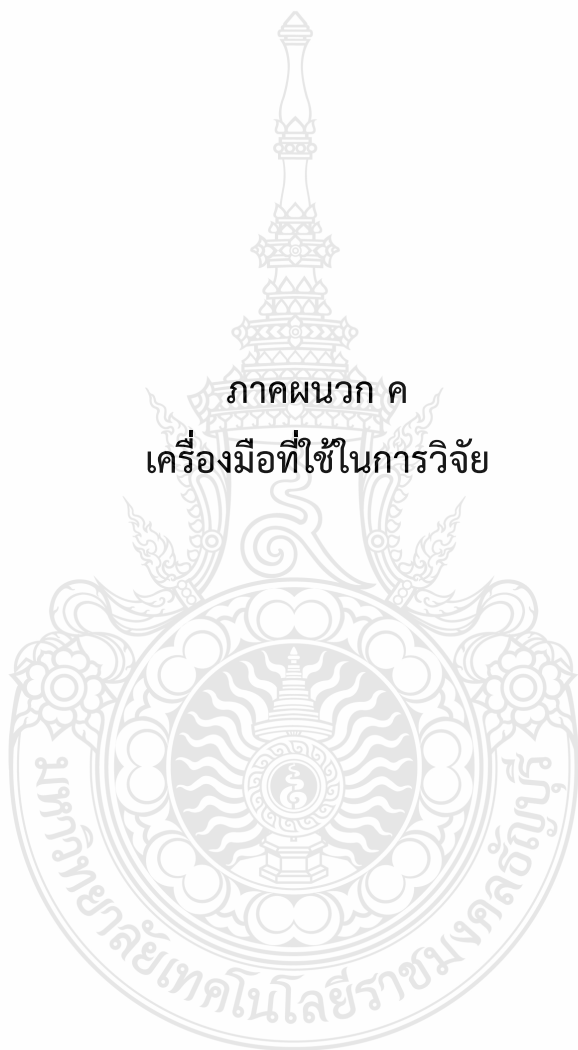 ภาคผนวก ค
เครื่องมือที่ใช้ในการวิจัย
มหาวิทยาลัยเทคโนโลยีราชมงคลธัญบุรี